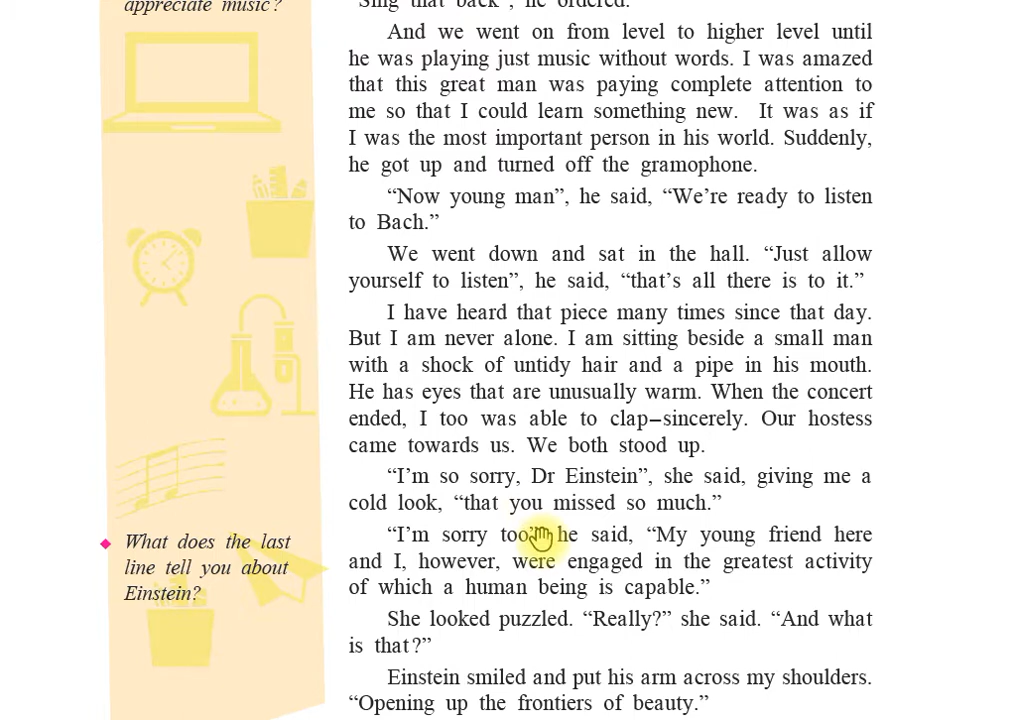 appreciate music?
"Sing that back", he ordered.
And we went on from level to higher level until
he was playing just music without words. I was amazed
that this great man was paying complete attention to
me so that I could learn something new. It was as if
I was the most important person in his world. Suddenly,
he got up and turned off the gramophone.
“Now young man”, he said, “We’re ready to listen
to Bach.”
We went down and sat in the hall. “Just allow
yourself to listen”, he said, “that’s all there is to it.”
I have heard that piece many times since that day.
But I am never alone. I am sitting beside a small man
with a shock of untidy hair and a pipe in his mouth.
He has eyes that are unusually warm. When the concert
ended, I too was able to clap–sincerely. Our hostess
came towards us. We both stood up.
“I’m so sorry, Dr Einstein”, she said, giving me a
cold look, “that you missed so much.”
“I’m sorry too”, he said, “My young friend here
and I, however, were engaged in the greatest activity
of which a human being is capable.”
She looked puzzled. “Really?” she said. “And what
is that?”
Einstein smiled and put his arm across my shoulders.
“Opening up the frontiers of beauty.”
What does the last
line tell you about
Einstein?